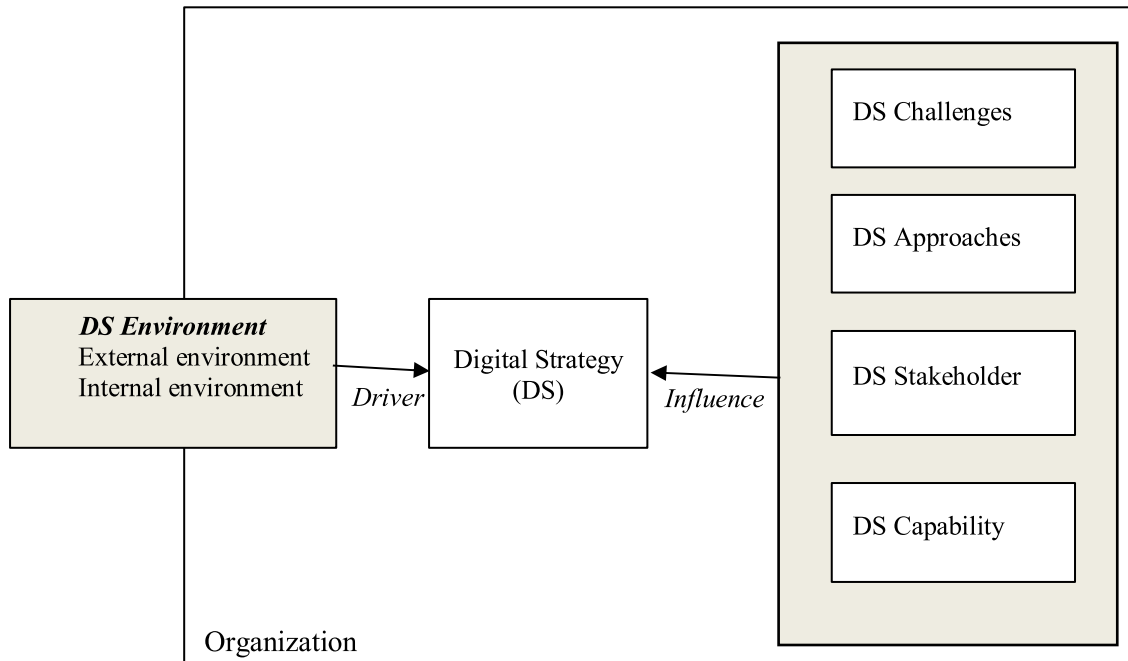 DS Challenges
DS Approaches
DS Environment
External environment
Internal environment
Driver
Digital Strategy
(DS)
Influence
DS Stakeholder
DS Capability
Organization